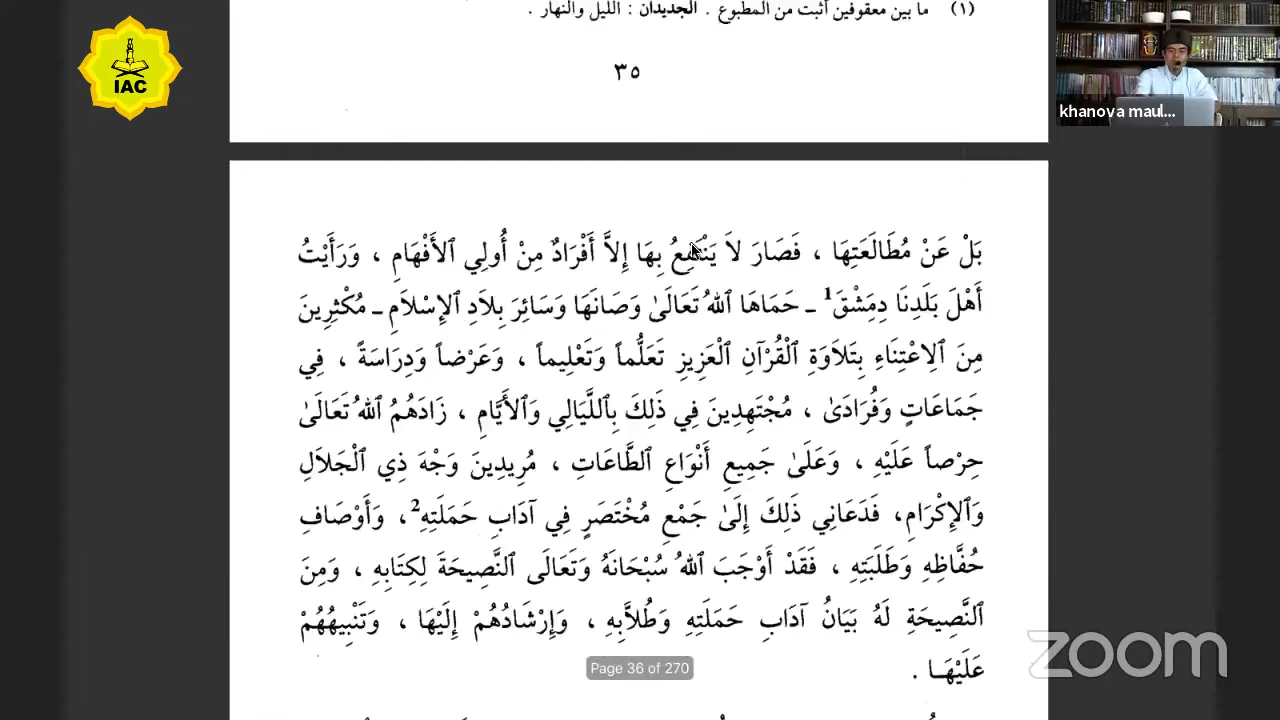 (١) ما بين معقوفين أثبت من المطبوع . الجديدان : الليل والنهار .
٣٥
IAC
khanova maul...
بَلْ عَنْ مُطَالَعَتِهَا ، فَصَارَ لاَ يَنْتَفِعُ بِهَا إِلاَّ أَفْرَادٌ مِنْ أُولِي ٱلأَفْهَامِ ، وَرَأَيْتُ
أَهْلَ بَلَدِنَا دِمَشْقَ1 ـ حَمَاهَا ٱللهُ تَعَالَىٰ وَصَانَهَا وَسَائِرَ بِلاَدِ ٱلإِسْلاَمِ ـ مُكْثِرِينَ
مِنَ ٱلِاعْتِنَاءِ بِتَلاَوَةِ ٱلْقُرْآنِ ٱلْعَزِيزِ تَعَلُّماً وَتَعْلِيماً ، وَعَرْضاً وَدِرَاسَةً ، فِي
جَمَاعَاتٍ وَفُرَادَىٰ ، مُجْتَهِدِينَ فِي ذَلِكَ بِٱللَّيَالِي وَٱلأَيَّامِ ، زَادَهُمُ ٱللهُ تَعَالَىٰ
حِرْصاً عَلَيْهِ ، وَعَلَىٰ جَمِيعِ أَنْوَاعِ ٱلطَّاعَاتِ ، مُرِيدِينَ وَجْهَ ذِي ٱلْجَلاَلِ
وَٱلإِكْرَامِ، فَدَعَانِي ذَلِكَ إِلَىٰ جَمْعِ مُخْتَصَرٍ فِي آدَابِ حَمَلَتِهِ2، وَأَوْصَافِ
حُفَّاظِهِ وَطَلَبَتِهِ ، فَقَدْ أَوْجَبَ ٱللهُ سُبْحَانَهُ وَتَعَالَى ٱلنَّصِيحَةَ لِكِتَابِهِ ، وَمِنَ
ٱلنَّصِيحَةِ لَهُ بَيَانُ آدَابِ حَمَلَتِهِ وَطُلاَّبِهِ ، وَإِرْشَادُهُمْ إِلَيْهَا ، وَتَنْبِيهُهُمْ
عَلَيْهَا .
Page 36 of 270
zoom